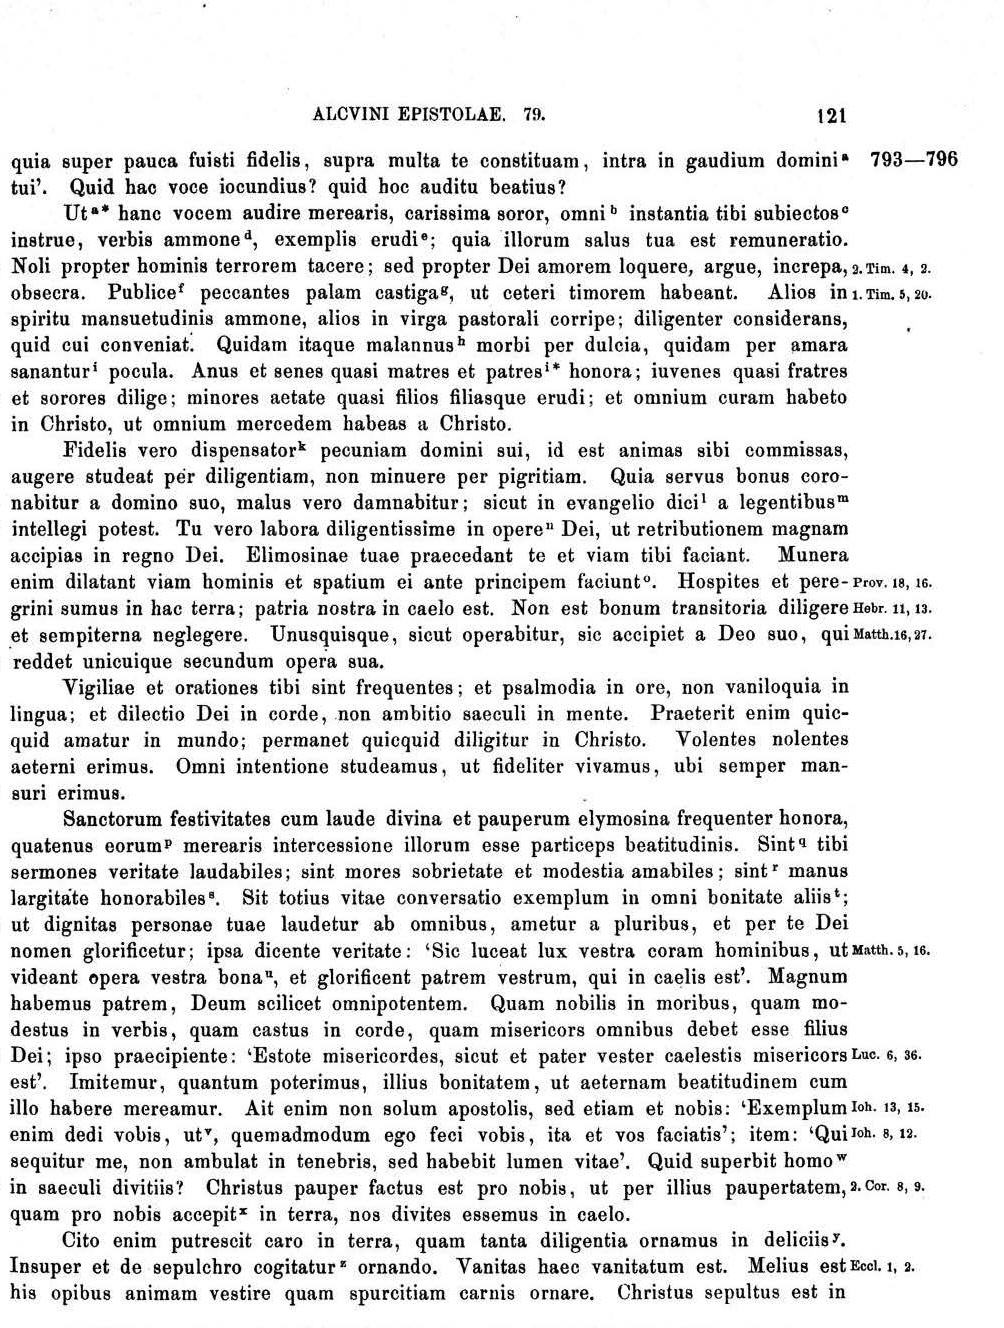 ALCVINI EPISTOLAE. 79. 121
quia super pauca fuisti fidelis, supra multa te constituam, intra in gaudium domini ᵃ 793—796
tui’. Quid hac voce iocundius? quid hoc auditu beatius?
Ut ᵃ* hanc vocem audire merearis, carissima soror, omni ᵇ instantia tibi subiectos ᶜ
instrue, verbis ammone ᵈ, exemplis erudi ᵉ; quia illorum salus tua est remuneratio.
Noli propter hominis terrorem tacere; sed propter Dei amorem loquere, argue, increpa, 2. Tim. 4, 2.
obsecra. Publice ᶠ peccantes palam castiga ᵍ, ut ceteri timorem habeant. Alios in 1. Tim. 5, 20.
spiritu mansuetudinis ammone, alios in virga pastorali corripe; diligenter considerans,
quid cui conveniat. Quidam itaque malannus ʰ morbi per dulcia, quidam per amara
sanantur ⁱ pocula. Anus et senes quasi matres et patres ⁱ* honora; iuvenes quasi fratres
et sorores dilige; minores aetate quasi filios filiasque erudi; et omnium curam habeto
in Christo, ut omnium mercedem habeas a Christo.
Fidelis vero dispensator ᵏ pecuniam domini sui, id est animas sibi commissas,
augere studeat per diligentiam, non minuere per pigritiam. Quia servus bonus coro-
nabitur a domino suo, malus vero damnabitur; sicut in evangelio dici ˡ a legentibus ᵐ
intellegi potest. Tu vero labora diligentissime in opere ⁿ Dei, ut retributionem magnam
accipias in regno Dei. Elimosinae tuae praecedant te et viam tibi faciant. Munera
enim dilatant viam hominis et spatium ei ante principem faciunt ᵒ. Hospites et pere- Prov. 18, 16.
grini sumus in hac terra; patria nostra in caelo est. Non est bonum transitoria diligere Hebr. 11, 13.
et sempiterna neglegere. Unusquisque, sicut operabitur, sic accipiet a Deo suo, qui Matth. 16, 27.
reddet unicuique secundum opera sua.
Vigiliae et orationes tibi sint frequentes; et psalmodia in ore, non vaniloquia in
lingua; et dilectio Dei in corde, non ambitio saeculi in mente. Praeterit enim quic-
quid amatur in mundo; permanet quicquid diligitur in Christo. Volentes nolentes
aeterni erimus. Omni intentione studeamus, ut fideliter vivamus, ubi semper man-
suri erimus.
Sanctorum festivitates cum laude divina et pauperum elymosina frequenter honora,
quatenus eorum ᵖ merearis intercessione illorum esse particeps beatitudinis. Sint ᑫ tibi
sermones veritate laudabiles; sint mores sobrietate et modestia amabiles; sint ʳ manus
largitate honorabiles ˢ. Sit totius vitae conversatio exemplum in omni bonitate aliis ᵗ;
ut dignitas personae tuae laudetur ab omnibus, ametur a pluribus, et per te Dei
nomen glorificetur; ipsa dicente veritate: ‘Sic luceat lux vestra coram hominibus, ut Matth. 5, 16.
videant opera vestra bona ᵘ, et glorificent patrem vestrum, qui in caelis est’. Magnum
habemus patrem, Deum scilicet omnipotentem. Quam nobilis in moribus, quam mo-
destus in verbis, quam castus in corde, quam misericors omnibus debet esse filius
Dei; ipso praecipiente: ‘Estote misericordes, sicut et pater vester caelestis misericors Luc. 6, 36.
est’. Imitemur, quantum poterimus, illius bonitatem, ut aeternam beatitudinem cum
illo habere mereamur. Ait enim non solum apostolis, sed etiam et nobis: ‘Exemplum Ioh. 13, 15.
enim dedi vobis, ut ᵛ, quemadmodum ego feci vobis, ita et vos faciatis’; item: ‘Qui Ioh. 8, 12.
sequitur me, non ambulat in tenebris, sed habebit lumen vitae’. Quid superbit homo ʷ
in saeculi divitiis? Christus pauper factus est pro nobis, ut per illius paupertatem, 2. Cor. 8, 9.
quam pro nobis accepit ˣ in terra, nos divites essemus in caelo.
Cito enim putrescit caro in terra, quam tanta diligentia ornamus in deliciis ʸ.
Insuper et de sepulchro cogitatur ᶻ ornando. Vanitas haec vanitatum est. Melius est Eccl. 1, 2.
his opibus animam vestire quam spurcitiam carnis ornare. Christus sepultus est in